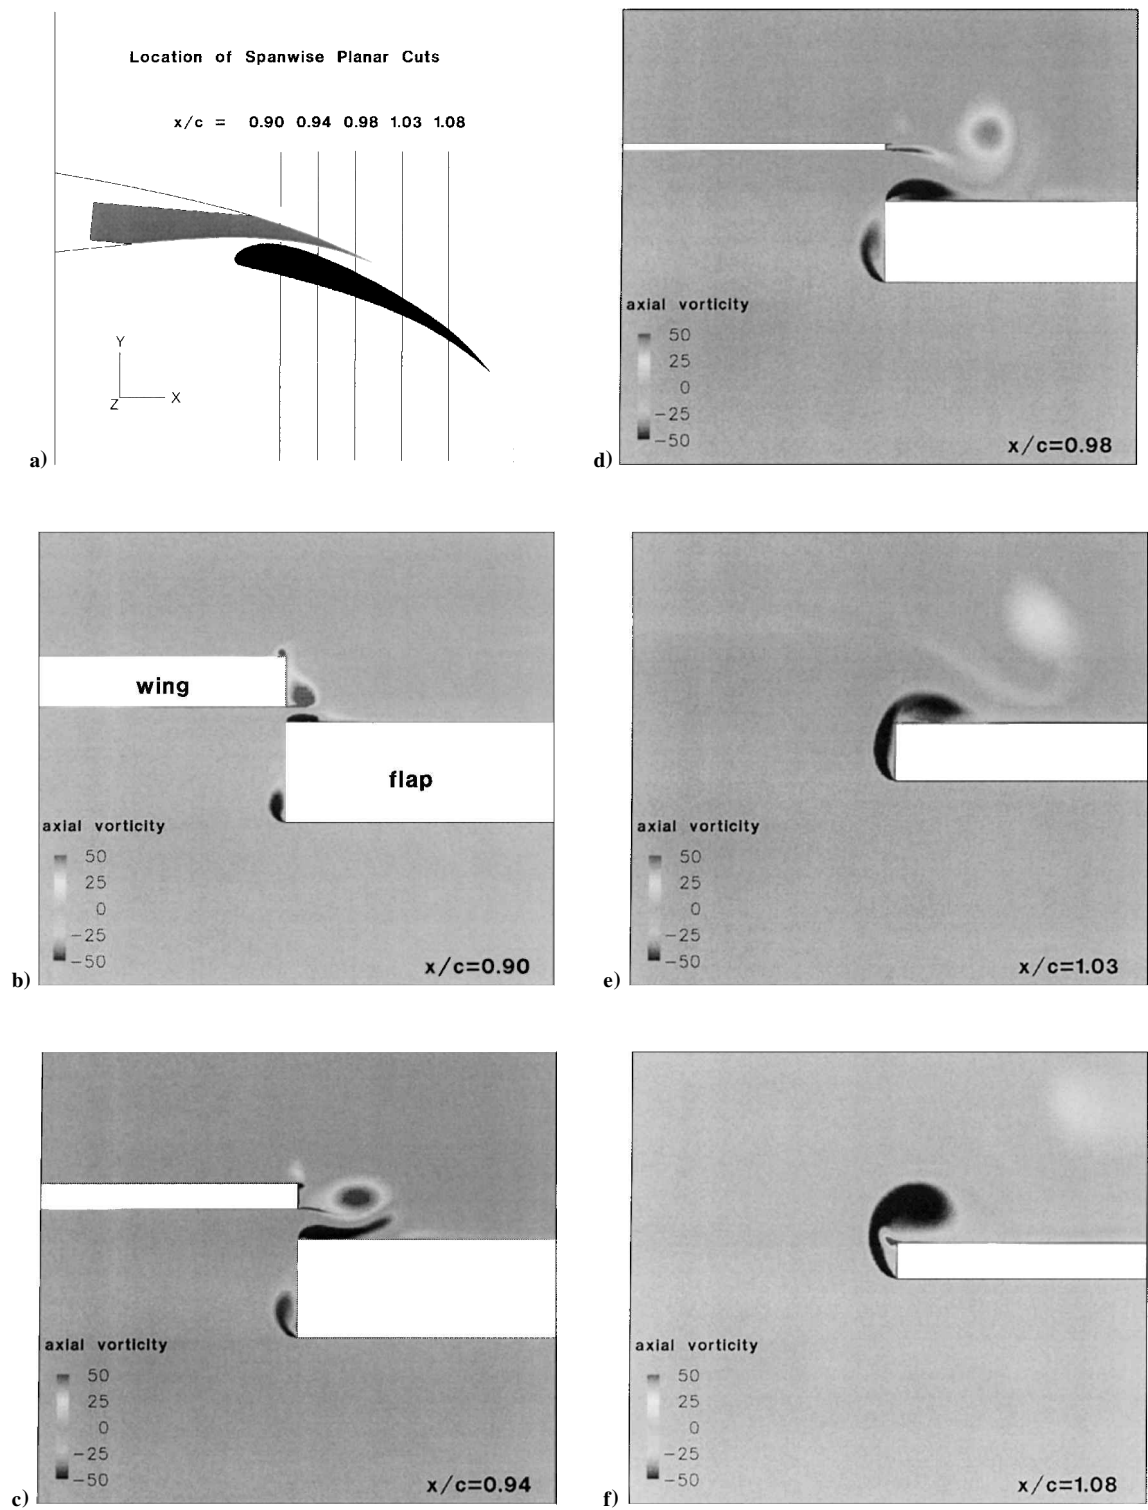 Location of Spanwise Planar Cuts
x/c = 0.90 0.94 0.98 1.03 1.08
Y
Z X
a)
wing
flap
axial vorticity
50
25
0
−25
−50
x/c=0.90
b)
axial vorticity
50
25
0
−25
−50
x/c=0.94
c)
axial vorticity
50
25
0
−25
−50
x/c=0.98
d)
axial vorticity
50
25
0
−25
−50
x/c=1.03
e)
axial vorticity
50
25
0
−25
−50
x/c=1.08
f)